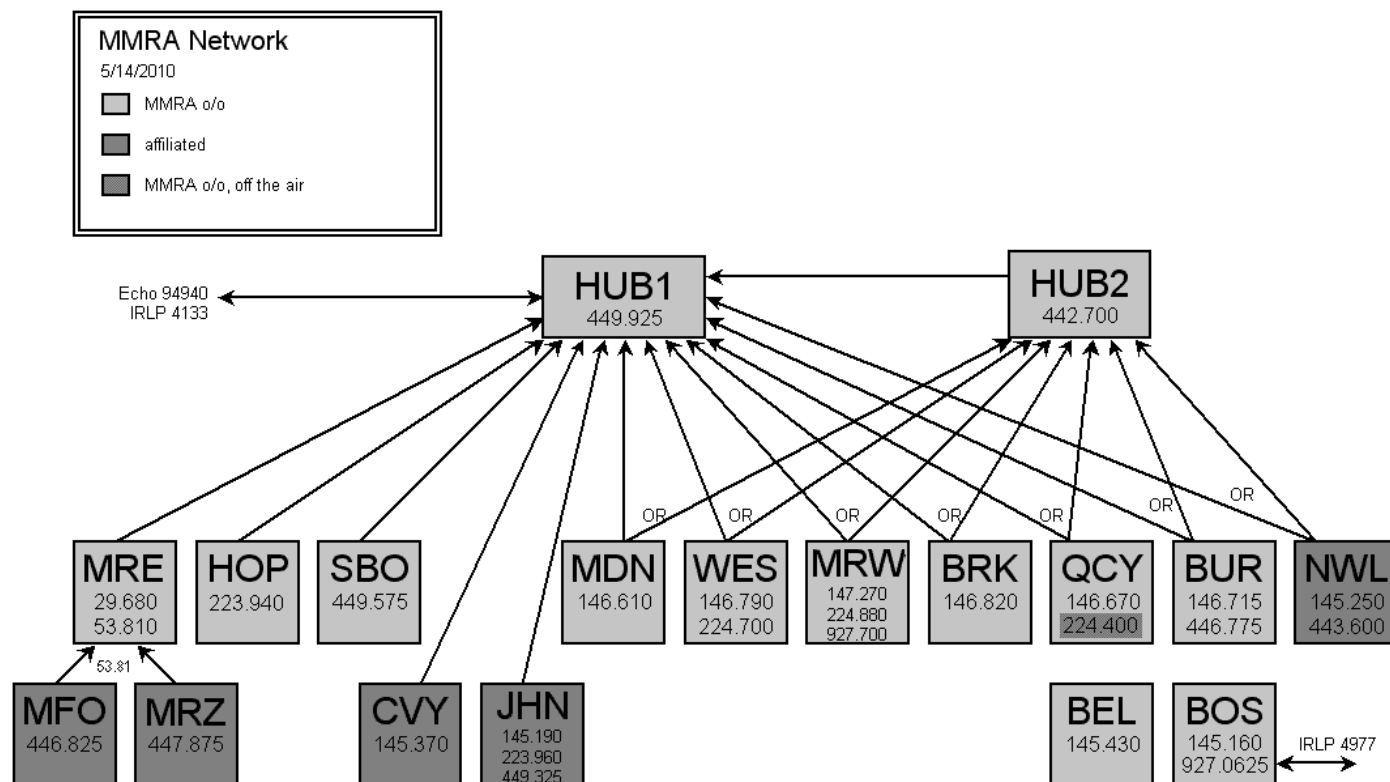 MMRA Network
5/14/2010
MMRA o/o
affiliated
MMRA o/o, off the air
Echo 94940
IRLP 4133
HUB1
449.925
HUB2
442.700
OR
OR
OR
OR
OR
OR
OR
MRE
29.680
53.810
HOP
223.940
SBO
449.575
MDN
146.610
WES
146.790
224.700
MRW
147.270
224.880
927.700
BRK
146.820
QCY
146.670
224.400
BUR
146.715
446.775
NWL
145.250
443.600
53.81
MFO
446.825
MRZ
447.875
CVY
145.370
JHN
145.190
223.960
449.325
BEL
145.430
BOS
145.160
927.0625
IRLP 4977